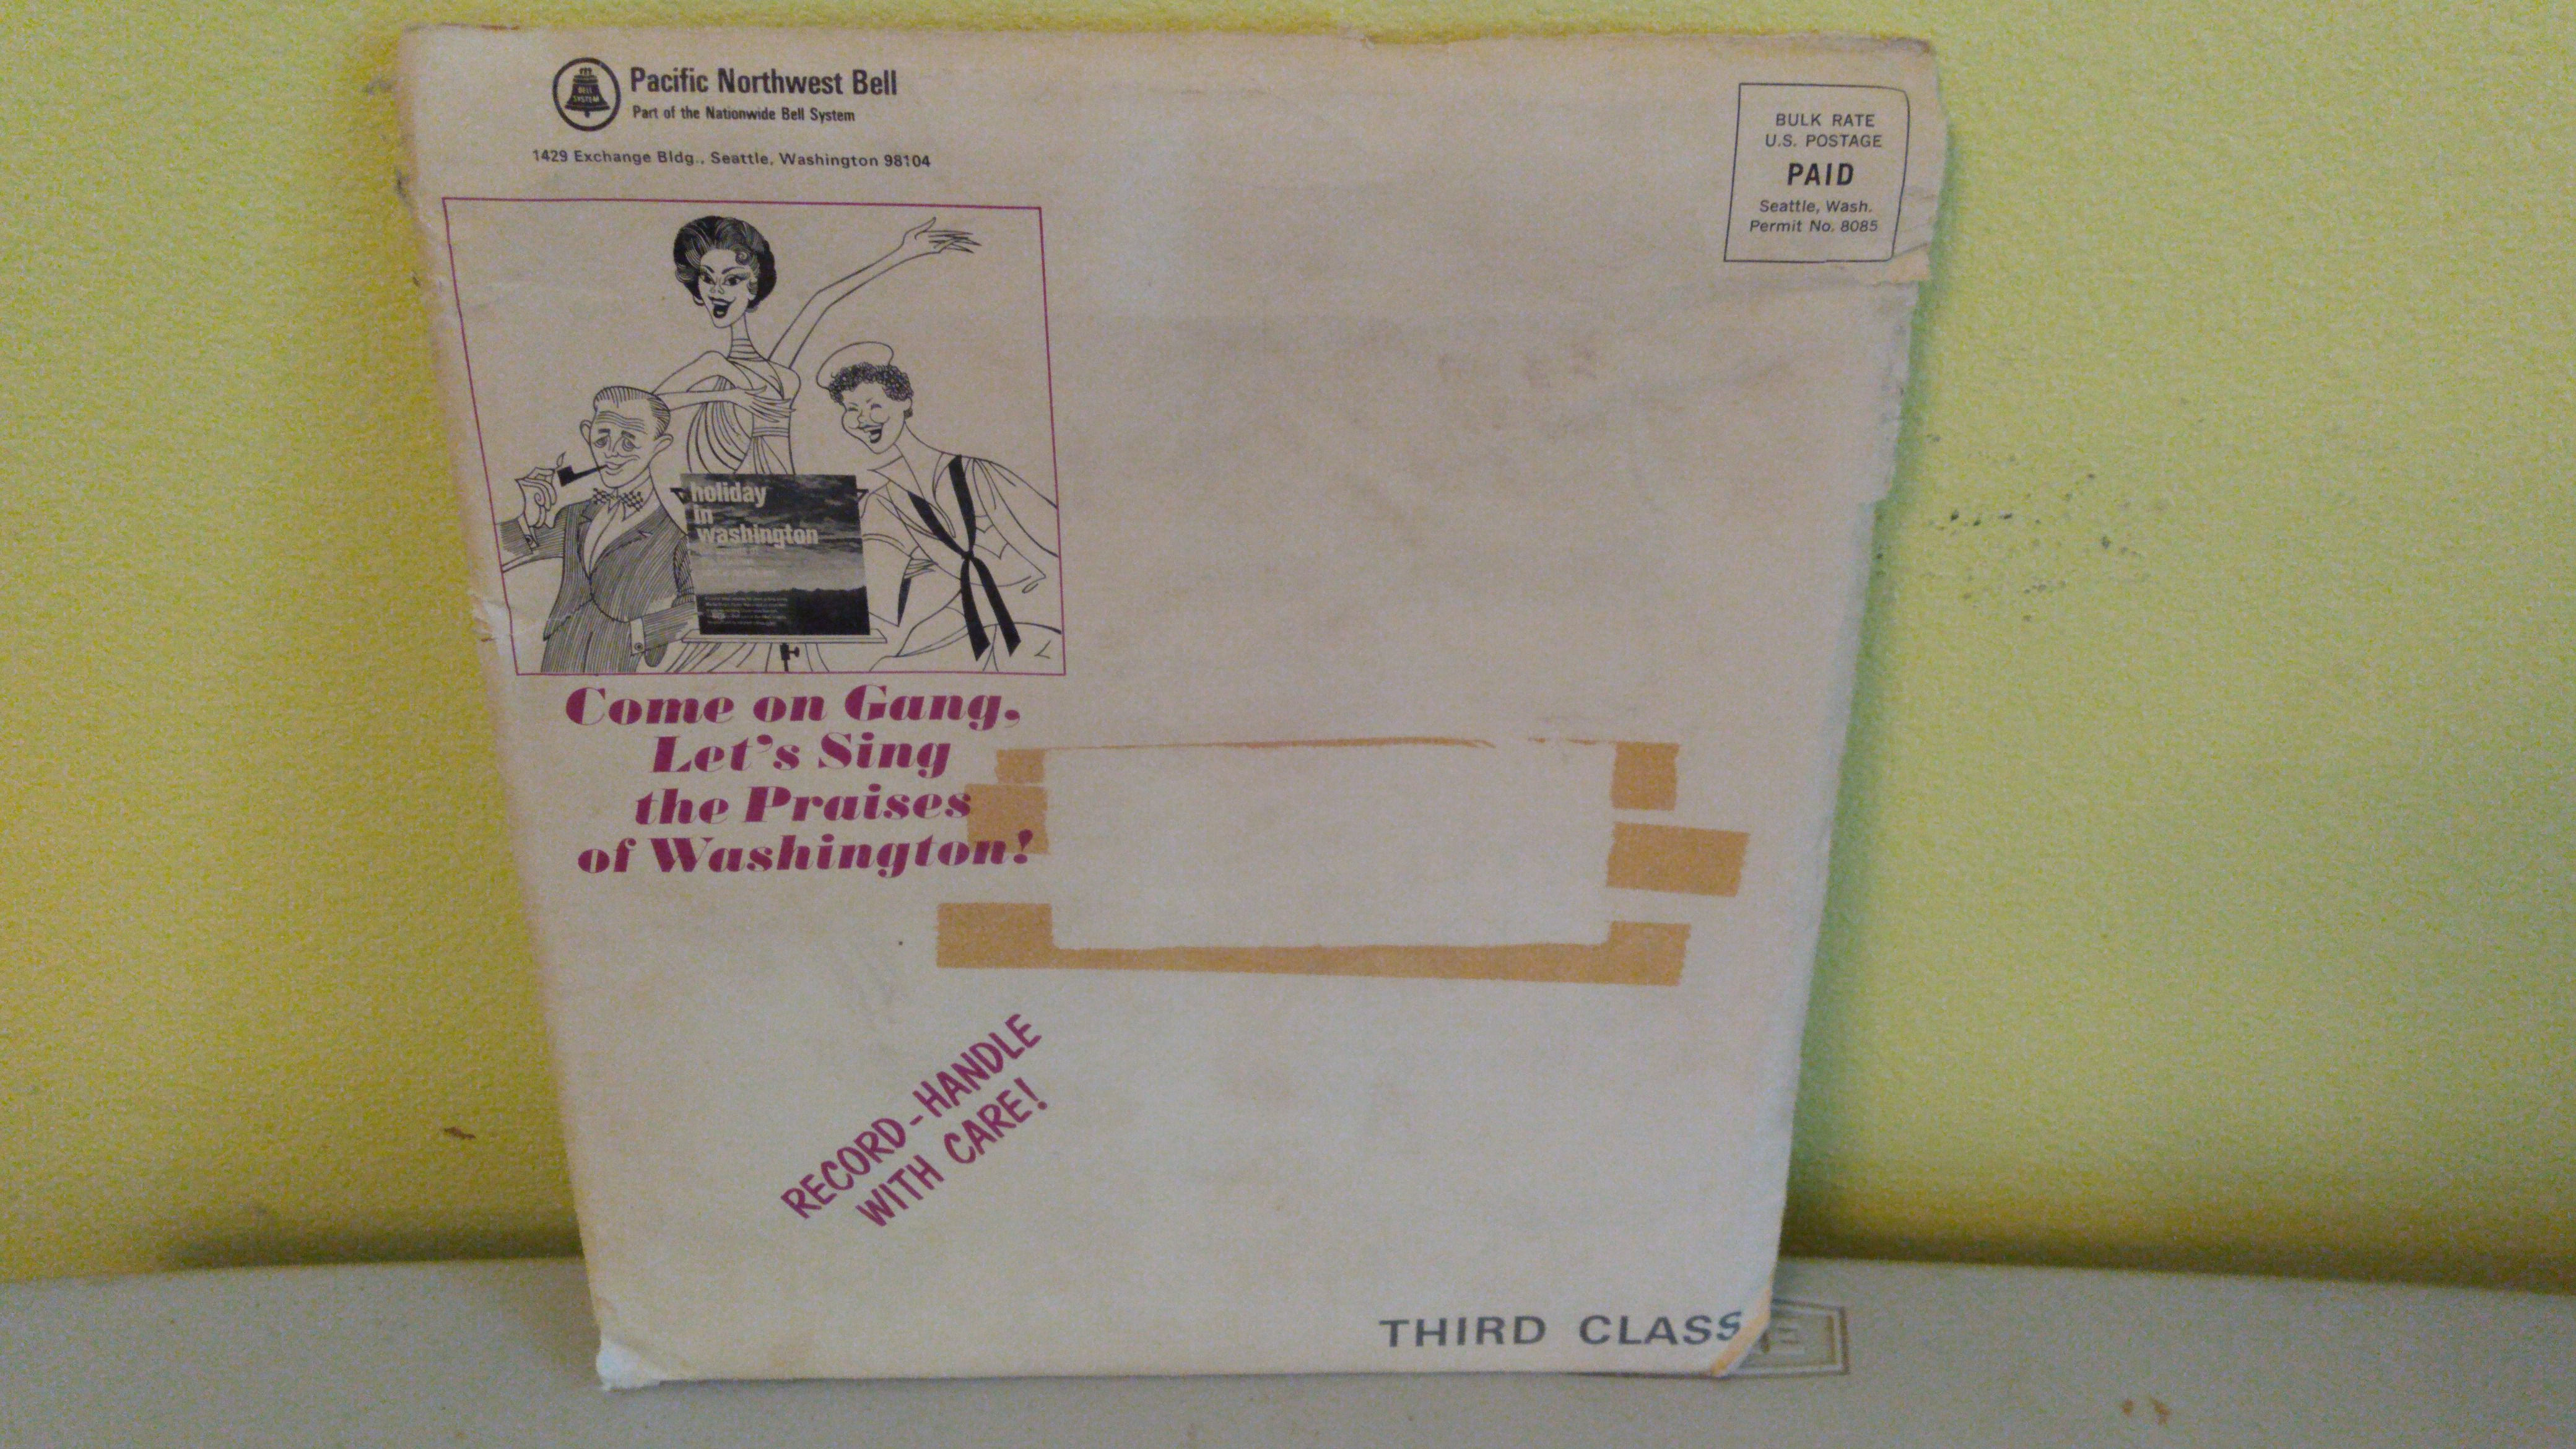 BELL
SYSTEM
Pacific Northwest Bell
Part of the Nationwide Bell System
1429 Exchange Bldg., Seattle, Washington 98104
BULK RATE
U.S. POSTAGE
PAID
Seattle, Wash.
Permit No. 8085
holiday
in
washington
Come on Gang,
Let's Sing
the Praises
of Washington!
RECORD-HANDLE
WITH CARE!
THIRD CLASS